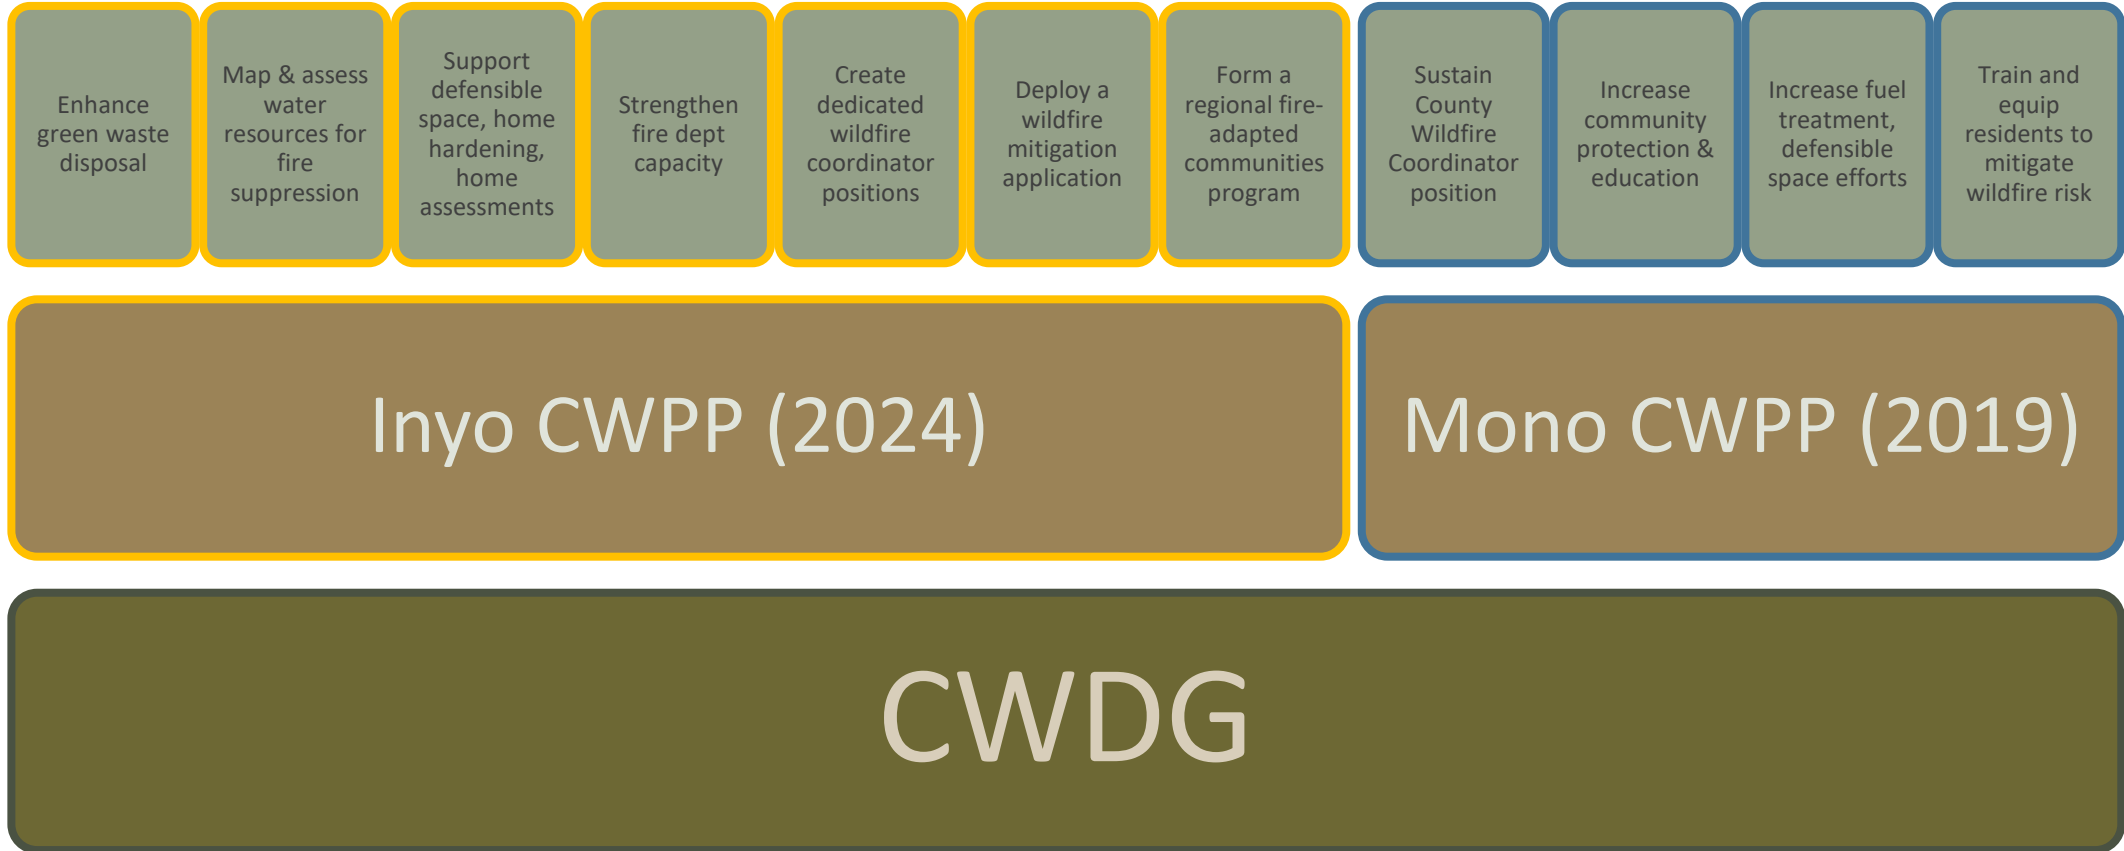 Enhance
green waste
disposal
Map & assess
water
resources for
fire
suppression
Support
defensible
space, home
hardening,
home
assessments
Strengthen
fire dept
capacity
Create
dedicated
wildfire
coordinator
positions
Deploy a
wildfire
mitigation
application
Form a
regional fire-
adapted
communities
program
Sustain
County
Wildfire
Coordinator
position
Increase
community
protection &
education
Increase fuel
treatment,
defensible
space efforts
Train and
equip
residents to
mitigate
wildfire risk
Inyo CWPP (2024)
Mono CWPP (2019)
CWDG